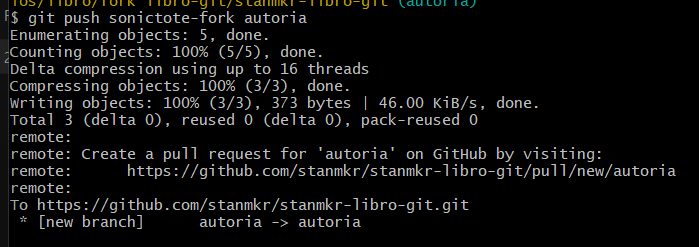 ios/libro/fork libro-git/stanmkr-libro-git (autoria)
$ git push sonictote-fork autoria
Enumerating objects: 5, done.
Counting objects: 100% (5/5), done.
Delta compression using up to 16 threads
Compressing objects: 100% (3/3), done.
Writing objects: 100% (3/3), 373 bytes | 46.00 KiB/s, done.
Total 3 (delta 0), reused 0 (delta 0), pack-reused 0
remote:
remote: Create a pull request for 'autoria' on GitHub by visiting:
remote:      https://github.com/stanmkr/stanmkr-libro-git/pull/new/autoria
remote:
To https://github.com/stanmkr/stanmkr-libro-git.git
 * [new branch]      autoria -> autoria